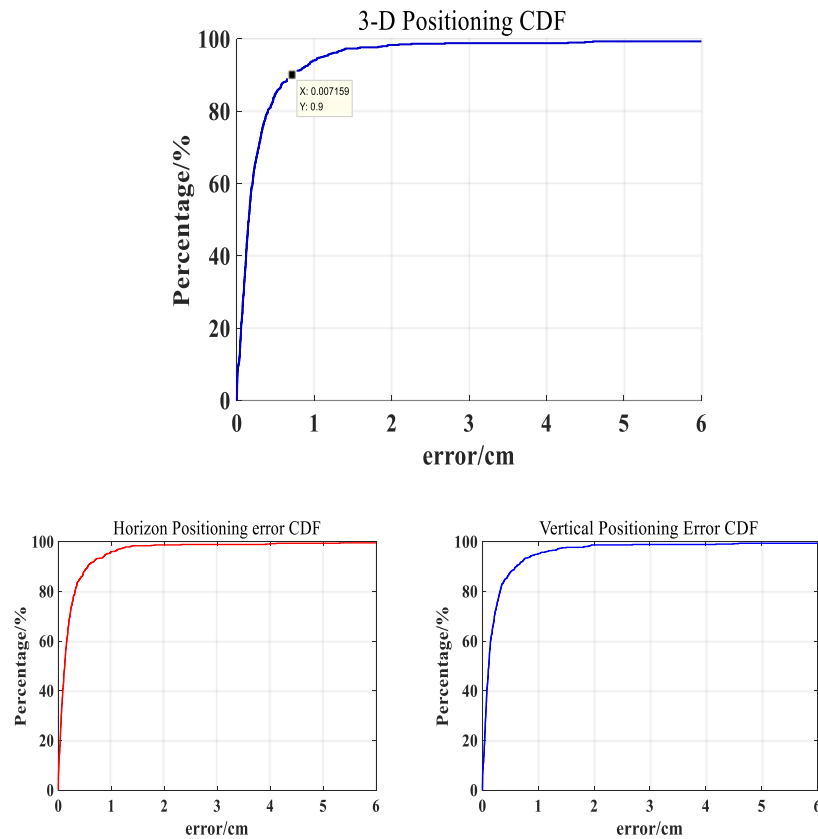 3-D Positioning CDF
100
80
60
40
20
0
Percentage/%
X: 0.007159
Y: 0.9
0 1 2 3 4 5 6
error/cm
Horizon Positioning error CDF
100
80
60
40
20
0
Percentage/%
0 1 2 3 4 5 6
error/cm
Vertical Positioning Error CDF
100
80
60
40
20
0
Percentage/%
0 1 2 3 4 5 6
error/cm